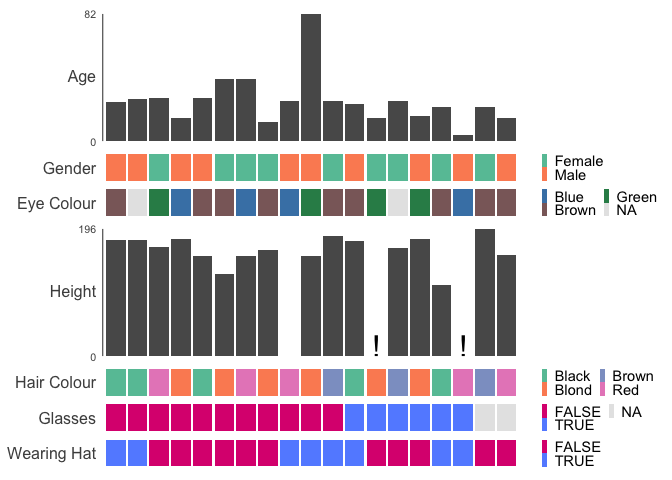 82
Age
0
Gender
Female
Male
Eye Colour
Blue Green
Brown NA
196
Height
! !
0
Hair Colour
Black Brown
Blond Red
Glasses
FALSE NA
TRUE
Wearing Hat
FALSE
TRUE